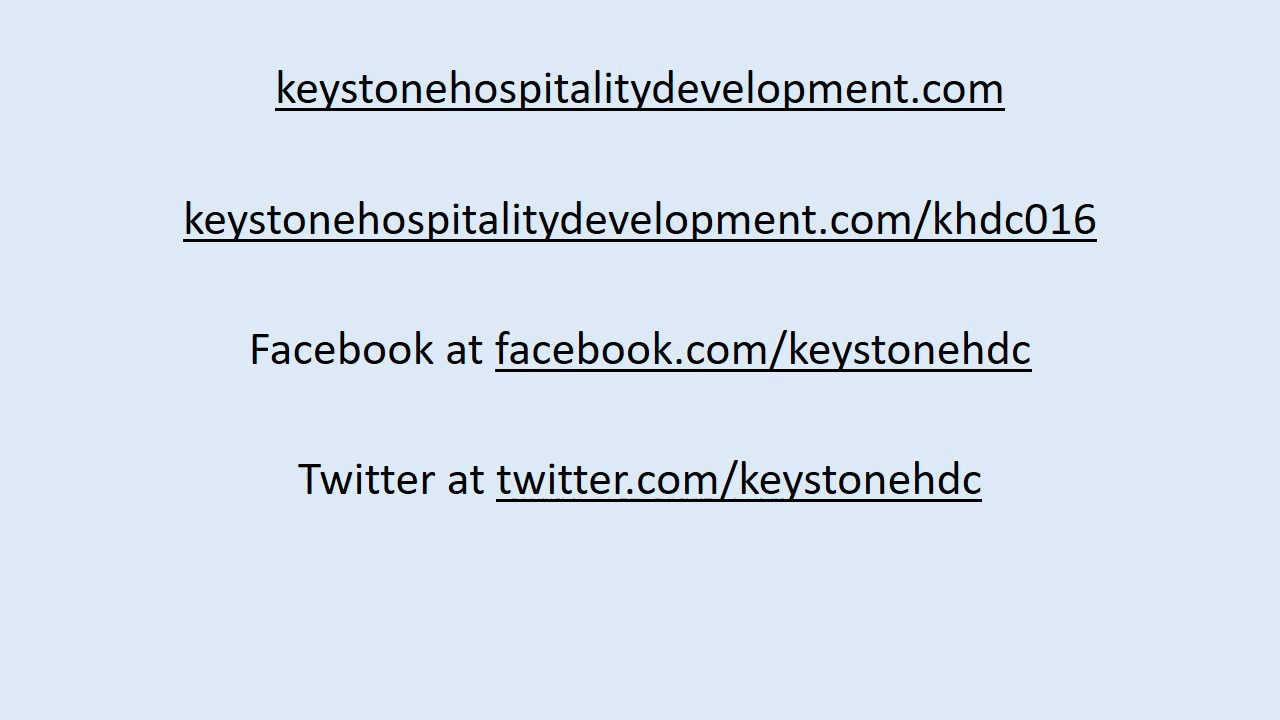 keystonehospitalitydevelopment.com
keystonehospitalitydevelopment.com/khdc016
Facebook at facebook.com/keystonehdc
Twitter at twitter.com/keystonehdc